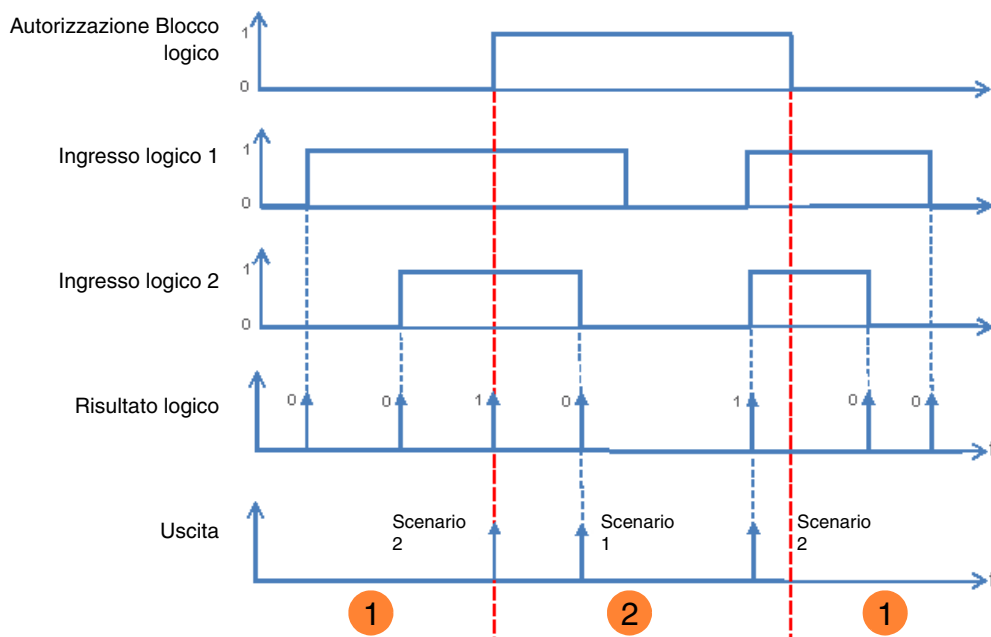 Autorizzazione Blocco
logico
1
0
Ingresso logico 1
1
0
Ingresso logico 2
1
0
Risultato logico
0 0 1 0 1 0 0
t
Uscita
Scenario
2
Scenario
1
Scenario
2
t
1 2 1